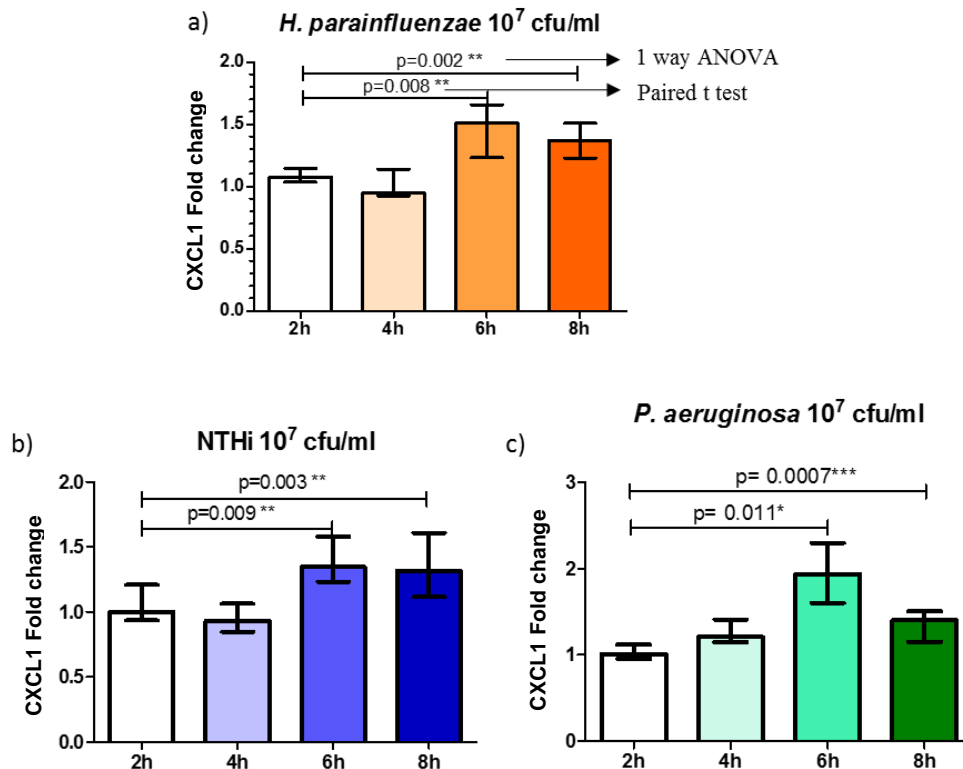 a)
H. parainfluenzae 10⁷ cfu/ml
p=0.002 ** 1 way ANOVA
p=0.008 ** Paired t test
CXCL1 Fold change
2.0
1.5
1.0
0.5
0.0
2h 4h 6h 8h
b)
NTHi 10⁷ cfu/ml
p=0.003 **
p=0.009 **
CXCL1 Fold change
2.0
1.5
1.0
0.5
0.0
2h 4h 6h 8h
c)
P. aeruginosa 10⁷ cfu/ml
p= 0.0007***
p= 0.011*
CXCL1 Fold change
3
2
1
0
2h 4h 6h 8h